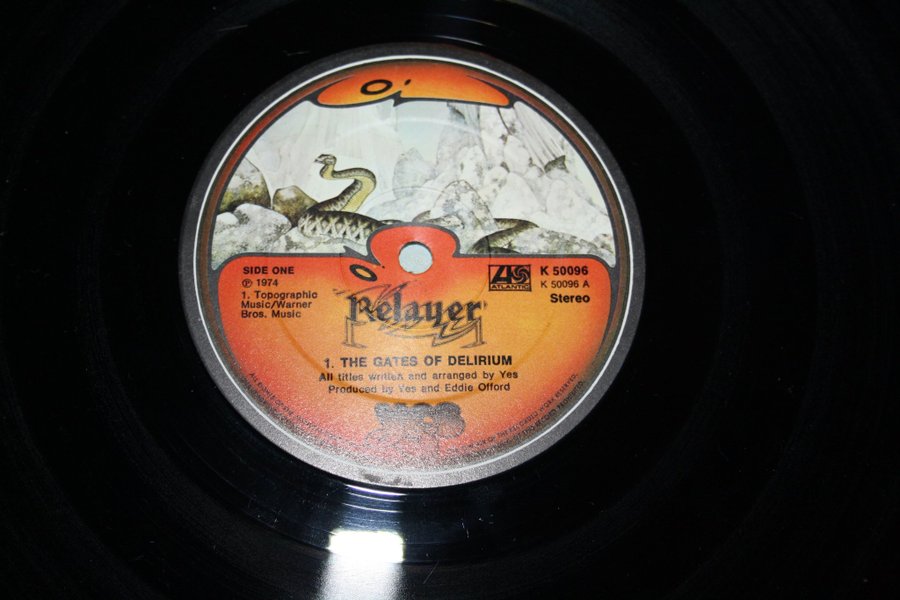 SIDE ONE
℗ 1974
1. Topographic
Music/Warner
Bros. Music
ATLANTIC
K 50096
K 50096 A
Stereo
Relayer
1. THE GATES OF DELIRIUM
All titles written and arranged by Yes
Produced by Yes and Eddie Offord
YES